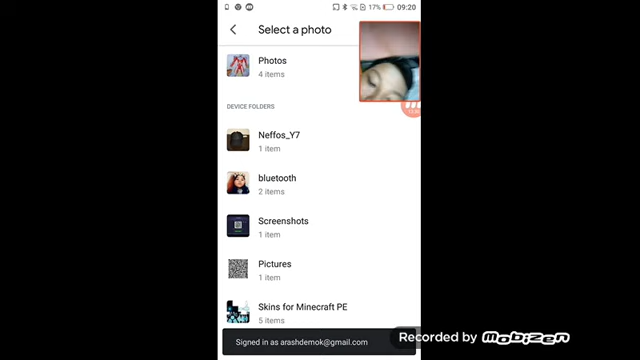 17% 09:20
Select a photo
Photos
4 items
DEVICE FOLDERS
Neffos_Y7
1 item
bluetooth
2 items
Screenshots
1 item
Pictures
1 item
Skins for Minecraft PE
5 items
Signed in as arashdemok@gmail.com
Recorded by mobizen